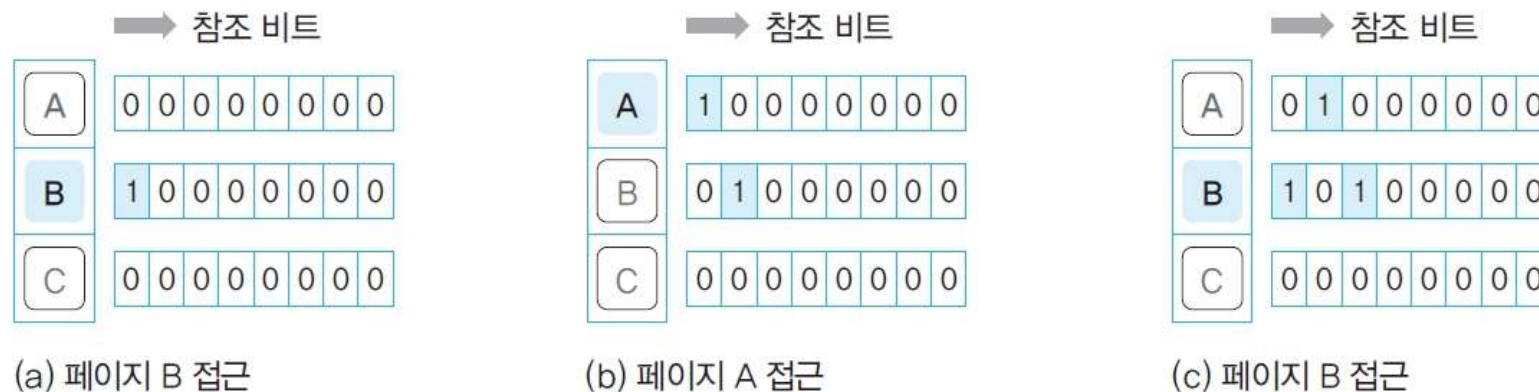 참조 비트
A 0 0 0 0 0 0 0 0
B 1 0 0 0 0 0 0 0
C 0 0 0 0 0 0 0 0
(a) 페이지 B 접근
참조 비트
A 1 0 0 0 0 0 0 0
B 0 1 0 0 0 0 0 0
C 0 0 0 0 0 0 0 0
(b) 페이지 A 접근
참조 비트
A 0 1 0 0 0 0 0 0
B 1 0 1 0 0 0 0 0
C 0 0 0 0 0 0 0 0
(c) 페이지 B 접근